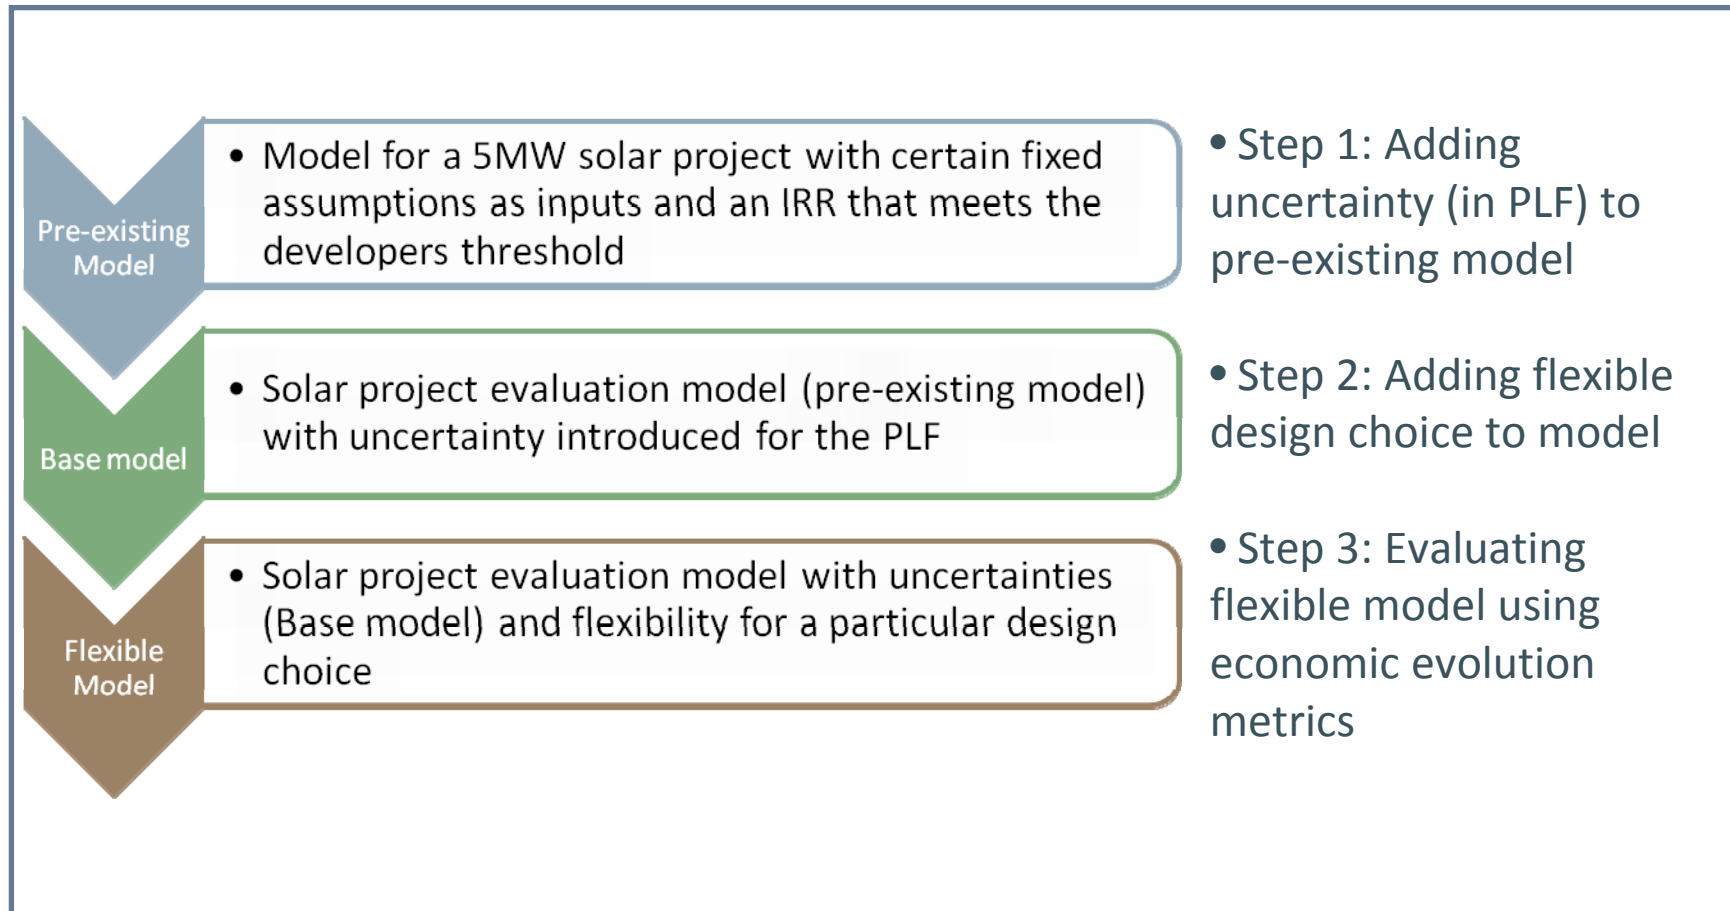 Pre-existing
Model
• Model for a 5MW solar project with certain fixed
assumptions as inputs and an IRR that meets the
developers threshold
Base model
• Solar project evaluation model (pre-existing model)
with uncertainty introduced for the PLF
Flexible
Model
• Solar project evaluation model with uncertainties
(Base model) and flexibility for a particular design
choice
• Step 1: Adding
uncertainty (in PLF) to
pre-existing model
• Step 2: Adding flexible
design choice to model
• Step 3: Evaluating
flexible model using
economic evolution
metrics